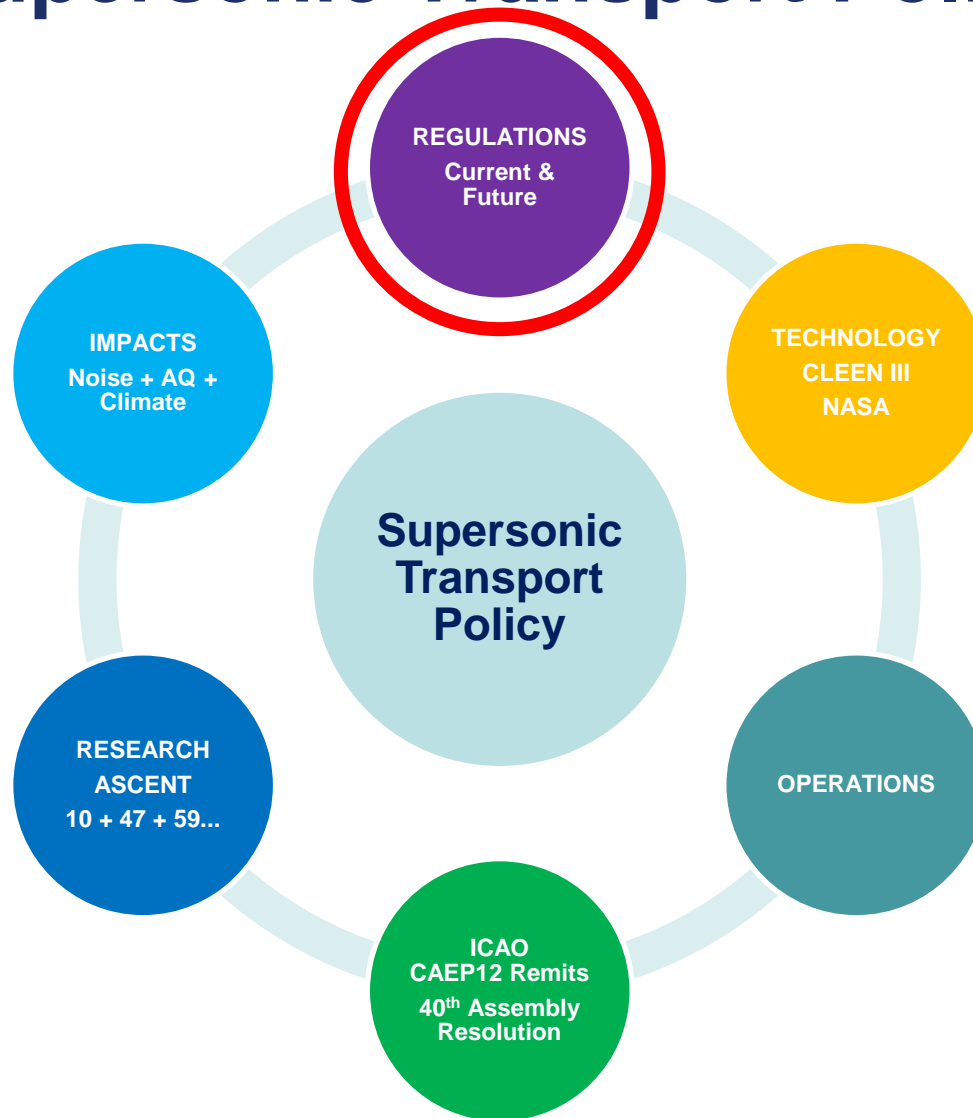 Transport
REGULATIONS
Current &
Future
IMPACTS
Noise + AQ +
Climate
TECHNOLOGY
CLEEN III
NASA
Supersonic
Transport
Policy
RESEARCH
ASCENT
10 + 47 + 59...
OPERATIONS
ICAO
CAEP12 Remits
40th Assembly
Resolution